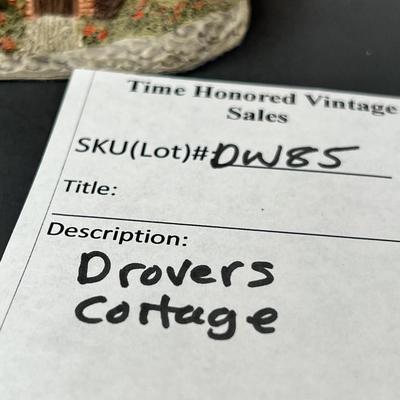 Time Honored Vintage
Sales
SKU(Lot)#: DW85
Title:
Description:
Drovers
Cottage